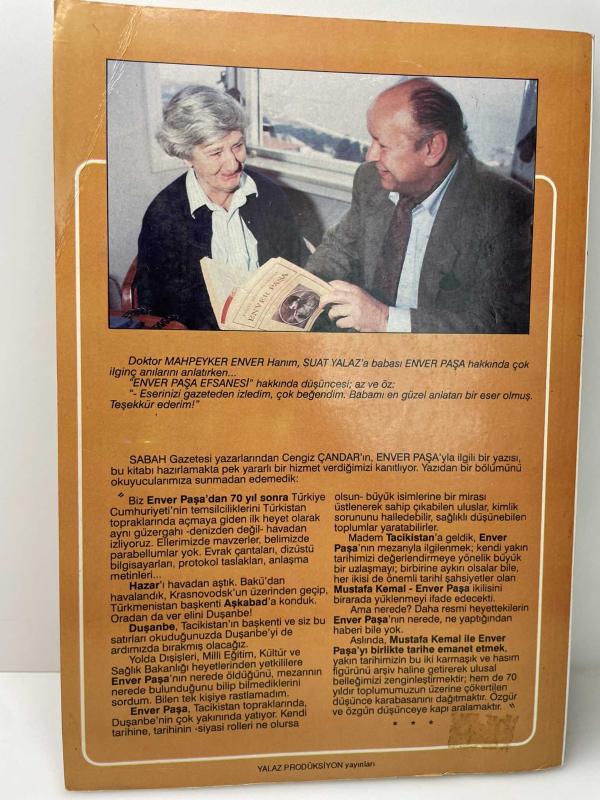 ENVER PAŞA
Doktor MAHPEYKER ENVER Hanım, SUAT YALAZ'a babası ENVER PAŞA hakkında çok
ilginç anılarını anlatırken...
"ENVER PAŞA EFSANESİ" hakkında düşüncesi; az ve öz:
"- Eserinizi gazeteden izledim, çok beğendim. Babamı en güzel anlatan bir eser olmuş.
Teşekkür ederim!"
SABAH Gazetesi yazarlarından Cengiz ÇANDAR'ın, ENVER PAŞA'yla ilgili bir yazısı,
bu kitabı hazırlamakta pek yararlı bir hizmet verdiğimizi kanıtlıyor. Yazıdan bir bölümünü
okuyucularımıza sunmadan edemedik:
" Biz Enver Paşa'dan 70 yıl sonra Türkiye
Cumhuriyeti'nin temsilciliklerini Türkistan
topraklarında açmaya giden ilk heyet olarak
aynı güzergahı -denizden değil- havadan
izliyoruz. Ellerimizde mavzerler, belimizde
parabellumlar yok. Evrak çantaları, dizüstü
bilgisayarları, protokol taslakları, anlaşma
metinleri...
Hazar'ı havadan aştık. Bakü'dan
havalandık, Krasnovodsk'un üzerinden geçip,
Türkmenistan başkenti Aşkabad'a konduk.
Oradan da ver elini Duşanbe!
Duşanbe, Tacikistan'ın başkenti ve siz bu
satırları okuduğunuzda Duşanbe'yi de
ardımızda bırakmış olacağız.
Yolda Dışişleri, Milli Eğitim, Kültür ve
Sağlık Bakanlığı heyetlerinden yetkililere
Enver Paşa'nın nerede öldüğünü, mezarının
nerede bulunduğunu bilip bilmediklerini
sordum. Bilen tek kişiye rastlamadım.
Enver Paşa, Tacikistan topraklarında,
Duşanbe'nin çok yakınında yatıyor. Kendi
tarihine, tarihinin -siyasi rolleri ne olursa
olsun- büyük isimlerine bir mirası
üstlenerek sahip çıkabilen uluslar, kimlik
sorununu halledebilir, sağlıklı düşünebilen
toplumlar yaratabilirler.
Madem Tacikistan'a geldik, Enver
Paşa'nın mezarıyla ilgilenmek; kendi yakın
tarihimizi değerlendirmeye yönelik büyük
bir uzlaşmayı; birbirine aykırı olsalar bile,
her ikisi de önemli tarihî şahsiyetler olan
Mustafa Kemal - Enver Paşa ikilisini
birarada yüklenmeyi ifade edecekti.
Ama nerede? Daha resmi heyettekilerin
Enver Paşa'nın nerede, ne yaptığından
haberi bile yok.
Aslında, Mustafa Kemal ile Enver
Paşa'yı birlikte tarihe emanet etmek,
yakın tarihimizin bu iki karmaşık ve hasım
figürünü arşiv haline getirerek ulusal
belleğimizi zenginleştirmektir; hem de 70
yıldır toplumumuzun üzerine çökertilen
düşünce karabasanını dağıtmaktır. Özgür
ve özgün düşünceye kapı aralamaktır. "
* * *
YALAZ PRODÜKSİYON yayınları